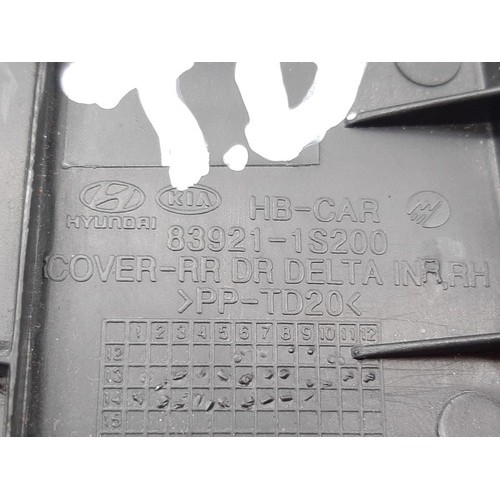 T.D
HYUNDAI KIA HB-CAR
83921-1S200
COVER-RR DR DELTA INR,RH
>PP-TD20<
1 2 3 4 5 6 7 8 9 10 11 12
12
13
14
15